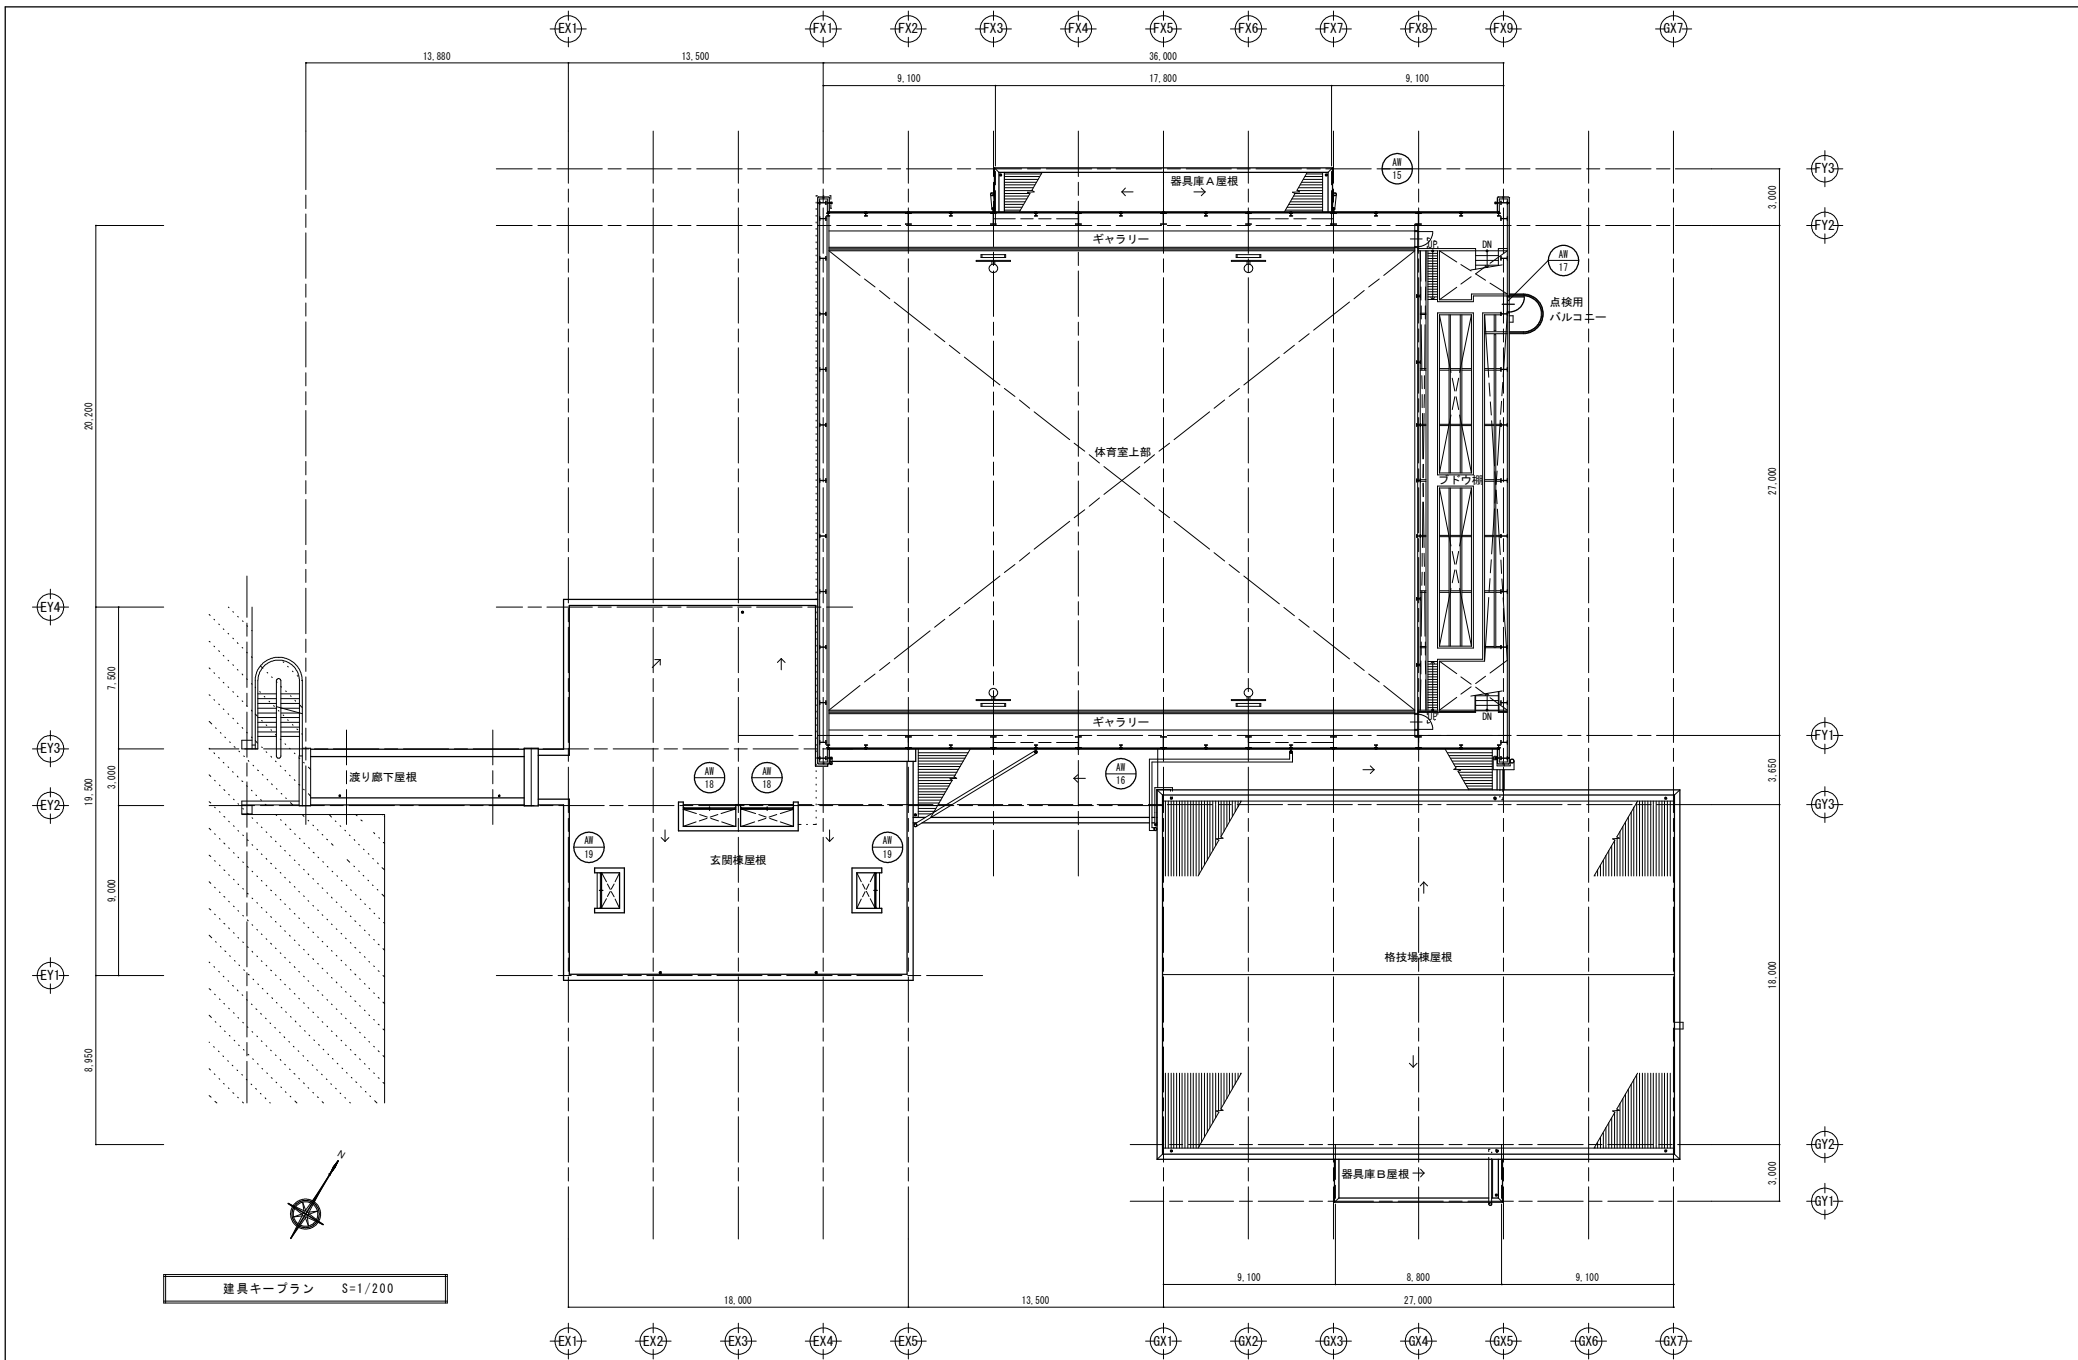 EX1 FX1 FX2 FX3 FX4 FX5 FX6 FX7 FX8 FX9 GX7
13,880 13,500 36,000
9,100 17,800 9,100
AW
15
FY3
器具庫A屋根
3,000
FY2
ギャラリー
UP
DN
AW
17
点検用
バルコニー
20,200
体育室上部
ブドウ棚
27,000
EY4
7,500
ギャラリー
UP
DN
FY1
EY3
渡り廊下屋根
AW
18
AW
18
AW
16
3,650
3,000
19,500
EY2
GY3
AW
19
玄関棟屋根
AW
19
9,000
格技場棟屋根
EY1
18,000
8,950
GY2
器具庫B屋根
3,000
GY1
N
建具キープラン S=1/200
9,100 8,800 9,100
18,000 13,500 27,000
EX1 EX2 EX3 EX4 EX5 GX1 GX2 GX3 GX4 GX5 GX6 GX7